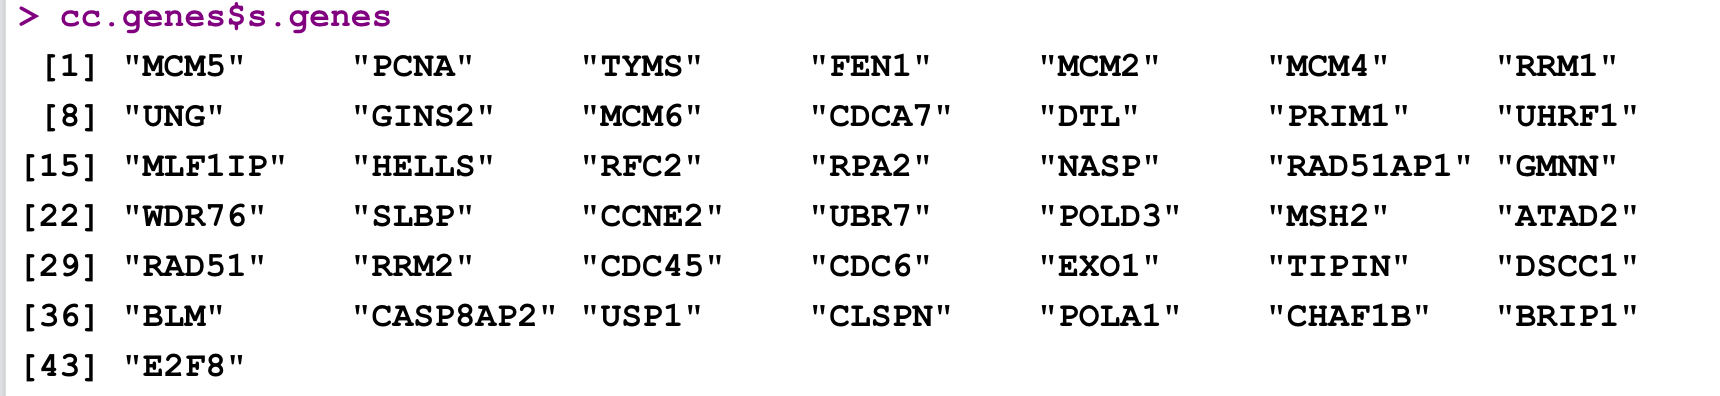 > cc.genes$s.genes
 [1] "MCM5"     "PCNA"     "TYMS"     "FEN1"     "MCM2"     "MCM4"     "RRM1"
 [8] "UNG"      "GINS2"    "MCM6"     "CDCA7"    "DTL"      "PRIM1"    "UHRF1"
[15] "MLF1IP"   "HELLS"    "RFC2"     "RPA2"     "NASP"     "RAD51AP1" "GMNN"
[22] "WDR76"    "SLBP"     "CCNE2"    "UBR7"     "POLD3"    "MSH2"     "ATAD2"
[29] "RAD51"    "RRM2"     "CDC45"    "CDC6"     "EXO1"     "TIPIN"    "DSCC1"
[36] "BLM"      "CASP8AP2" "USP1"     "CLSPN"    "POLA1"    "CHAF1B"   "BRIP1"
[43] "E2F8"